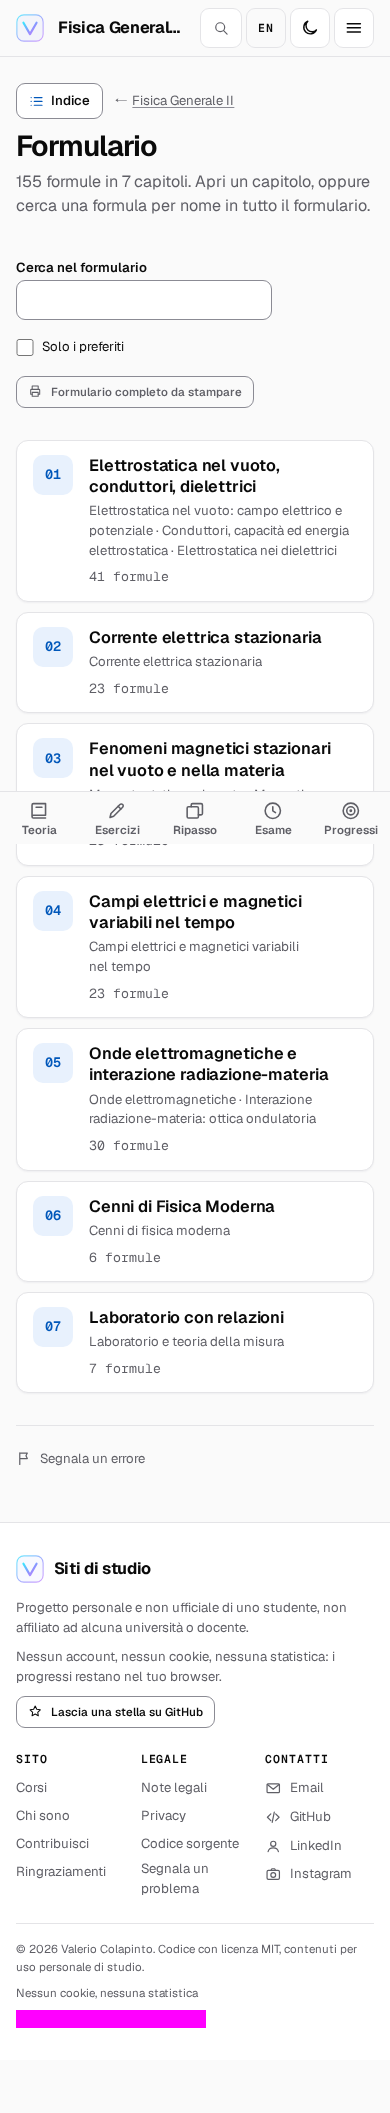 Fisica General...
EN
Indice
← Fisica Generale II
Formulario
155 formule in 7 capitoli. Apri un capitolo, oppure
cerca una formula per nome in tutto il formulario.
Cerca nel formulario
Solo i preferiti
Formulario completo da stampare
01
Elettrostatica nel vuoto,
conduttori, dielettrici
Elettrostatica nel vuoto: campo elettrico e
potenziale · Conduttori, capacità ed energia
elettrostatica · Elettrostatica nei dielettrici
41 formule
02
Corrente elettrica stazionaria
Corrente elettrica stazionaria
23 formule
03
Fenomeni magnetici stazionari
nel vuoto e nella materia
Teoria
Esercizi
Ripasso
Esame
Progressi
04
Campi elettrici e magnetici
variabili nel tempo
Campi elettrici e magnetici variabili
nel tempo
23 formule
05
Onde elettromagnetiche e
interazione radiazione-materia
Onde elettromagnetiche · Interazione
radiazione-materia: ottica ondulatoria
30 formule
06
Cenni di Fisica Moderna
Cenni di fisica moderna
6 formule
07
Laboratorio con relazioni
Laboratorio e teoria della misura
7 formule
Segnala un errore
Siti di studio
Progetto personale e non ufficiale di uno studente, non
affiliato ad alcuna università o docente.
Nessun account, nessun cookie, nessuna statistica: i
progressi restano nel tuo browser.
Lascia una stella su GitHub
SITO
Corsi
Chi sono
Contribuisci
Ringraziamenti
LEGALE
Note legali
Privacy
Codice sorgente
Segnala un
problema
CONTATTI
Email
GitHub
LinkedIn
Instagram
© 2026 Valerio Colapinto. Codice con licenza MIT, contenuti per
uso personale di studio.
Nessun cookie, nessuna statistica